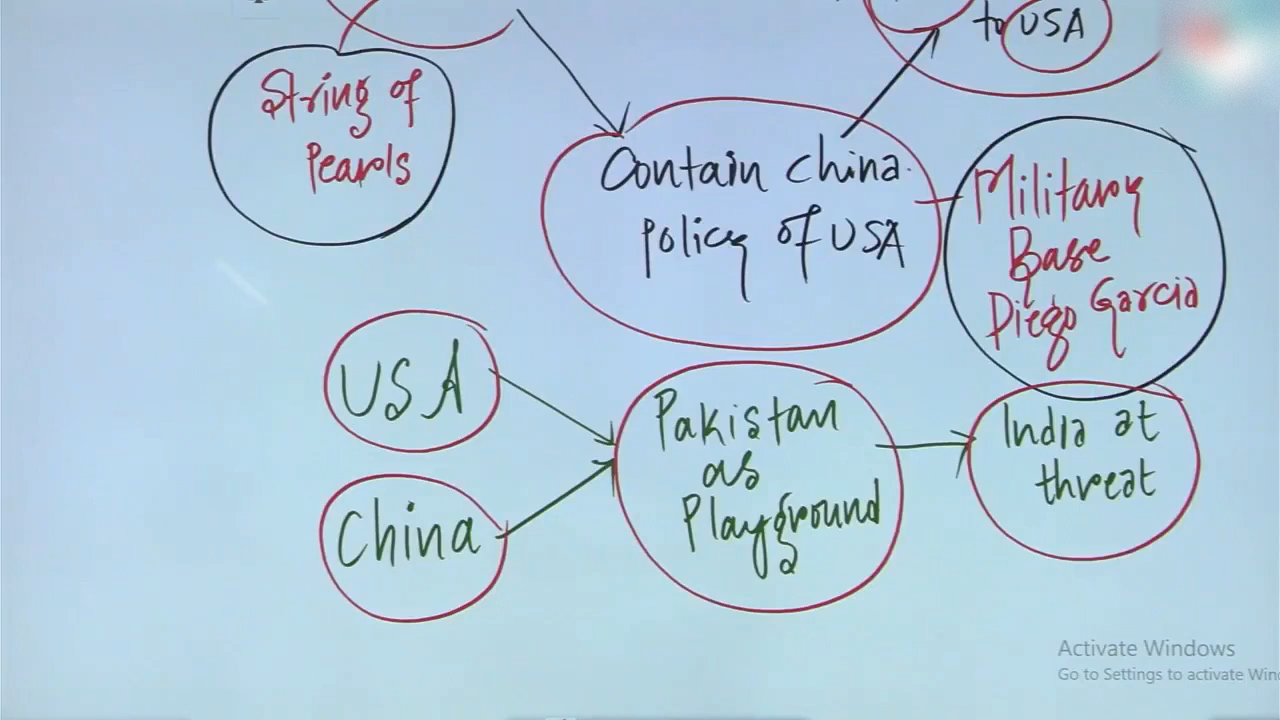 to USA
String of
Pearls
Contain China
Policy of USA
Military
Base
Diego Garcia
USA
Pakistan
as
Playground
India at
threat
China
Activate Windows
Go to Settings to activate Win